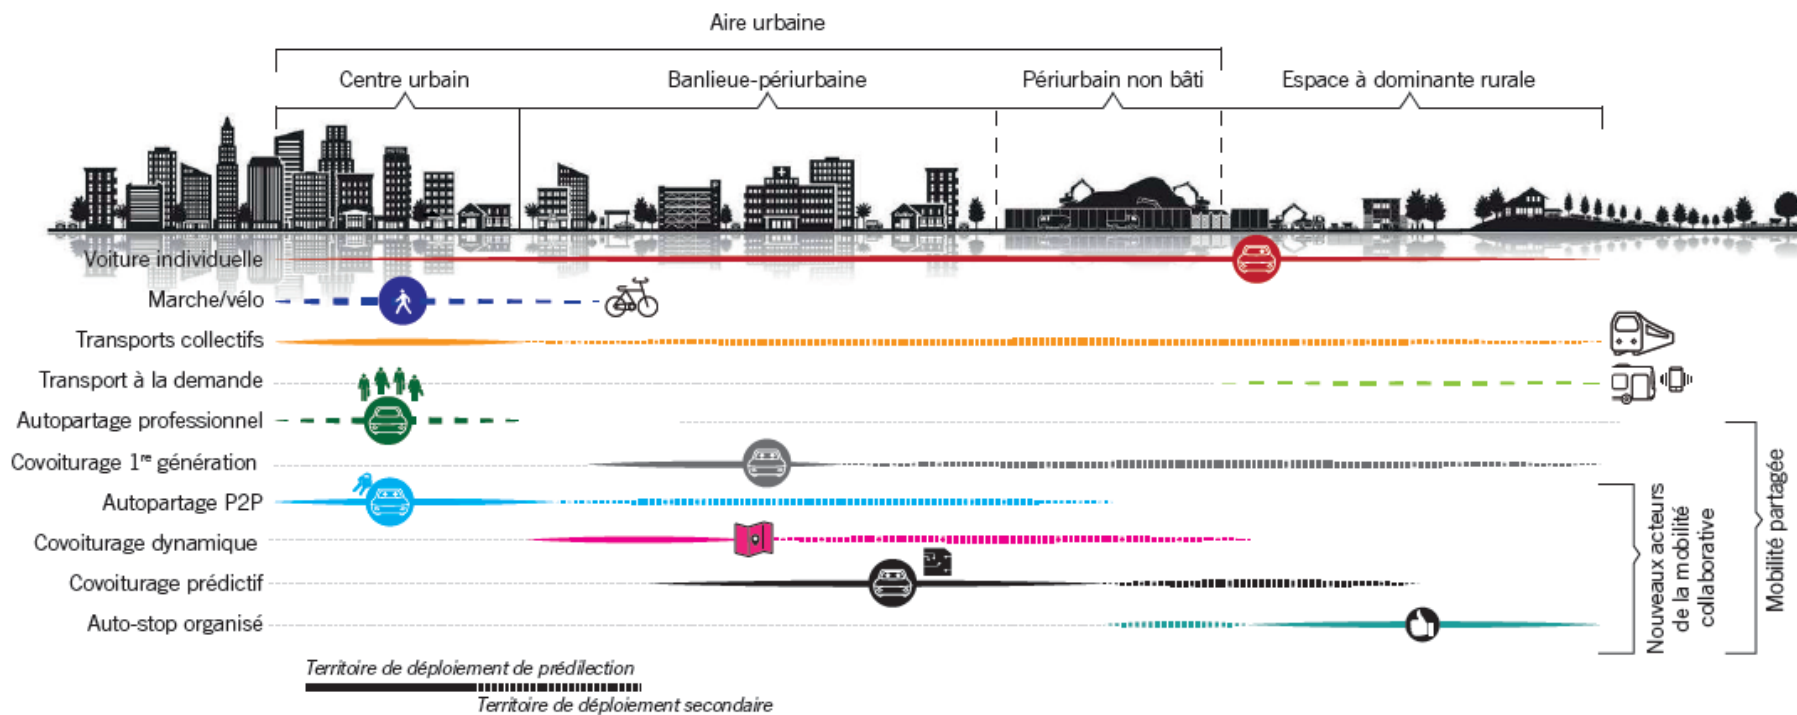 Aire urbaine
Centre urbain
Banlieue-périurbaine
Périurbain non bâti
Espace à dominante rurale
Voiture individuelle
Marche/vélo
Transports collectifs
Transport à la demande
Autopartage professionnel
Covoiturage 1re génération
Autopartage P2P
Covoiturage dynamique
Covoiturage prédictif
Auto-stop organisé
Nouveaux acteurs
de la mobilité
collaborative
Mobilité partagée
Territoire de déploiement de prédilection
Territoire de déploiement secondaire